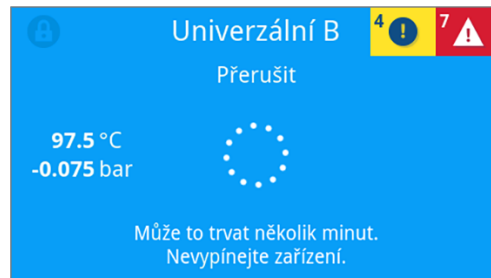 Univerzální B
4
7
Přerušit
97.5 °C
-0.075 bar
Může to trvat několik minut.
Nevypínejte zařízení.